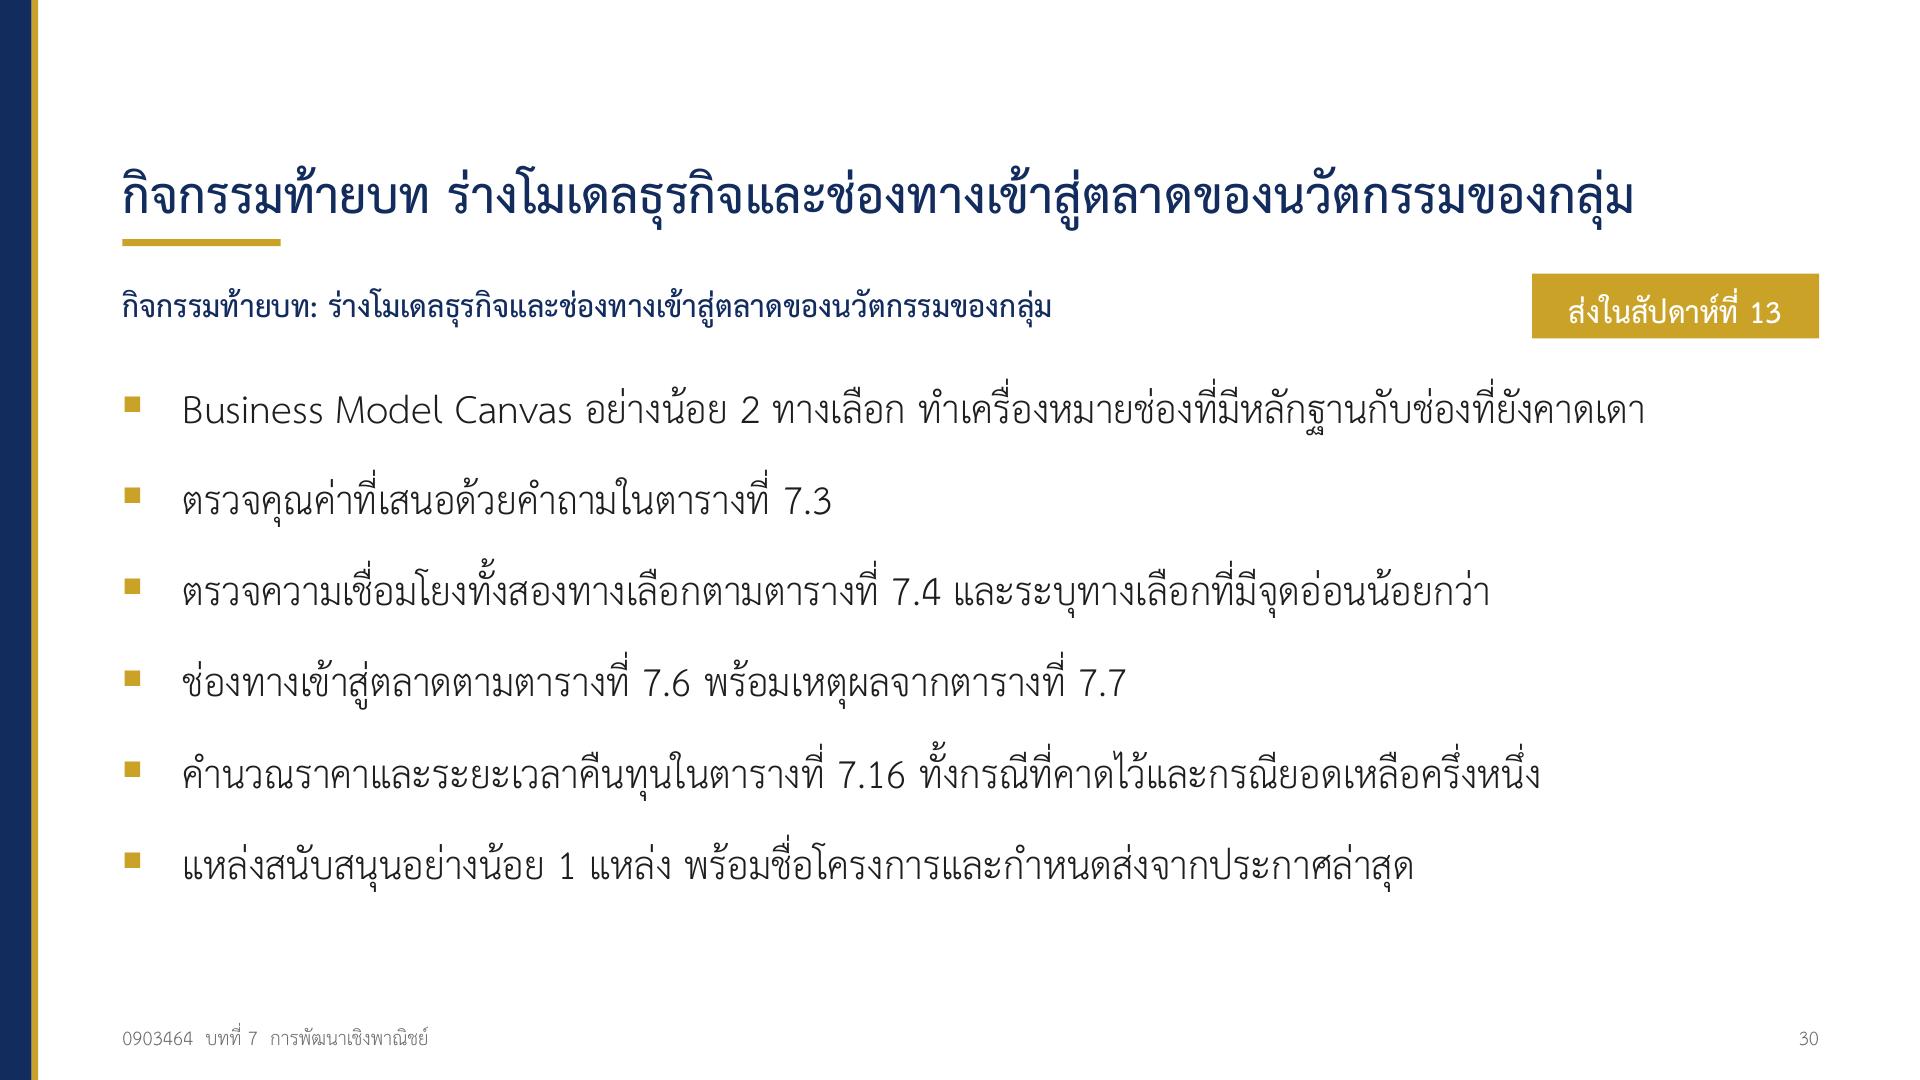 กิจกรรมท้ายบท ร่างโมเดลธุรกิจและช่องทางเข้าสู่ตลาดของนวัตกรรมของกลุ่ม
กิจกรรมท้ายบท: ร่างโมเดลธุรกิจและช่องทางเข้าสู่ตลาดของนวัตกรรมของกลุ่ม
ส่งในสัปดาห์ที่ 13
Business Model Canvas อย่างน้อย 2 ทางเลือก ทำเครื่องหมายช่องที่มีหลักฐานกับช่องที่ยังคาดเดา
ตรวจคุณค่าที่เสนอด้วยคำถามในตารางที่ 7.3
ตรวจความเชื่อมโยงทั้งสองทางเลือกตามตารางที่ 7.4 และระบุทางเลือกที่มีจุดอ่อนน้อยกว่า
ช่องทางเข้าสู่ตลาดตามตารางที่ 7.6 พร้อมเหตุผลจากตารางที่ 7.7
คำนวณราคาและระยะเวลาคืนทุนในตารางที่ 7.16 ทั้งกรณีที่คาดไว้และกรณียอดเหลือครึ่งหนึ่ง
แหล่งสนับสนุนอย่างน้อย 1 แหล่ง พร้อมชื่อโครงการและกำหนดส่งจากประกาศล่าสุด
0903464 บทที่ 7 การพัฒนาเชิงพาณิชย์
30